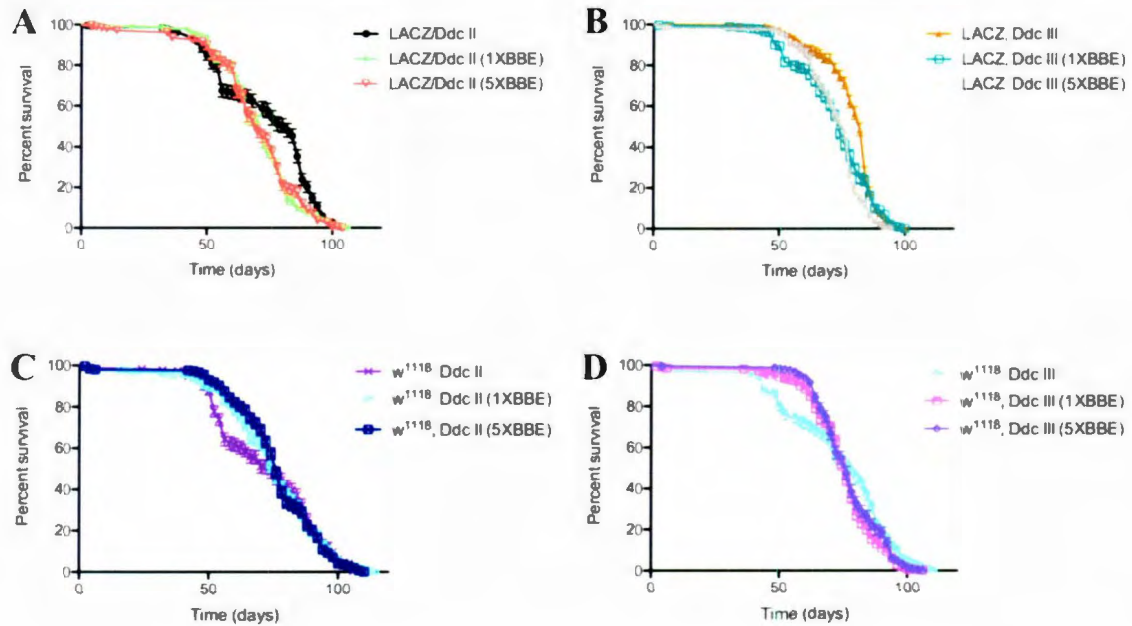 A
100
80
60
40
20
0
Percent survival
0 50 100
Time (days)
LACZ/Ddc II
LACZ/Ddc II (1XBBE)
LACZ/Ddc II (5XBBE)
B
100
80
60
40
20
0
Percent survival
0 50 100
Time (days)
LACZ, Ddc III
LACZ, Ddc III (1XBBE)
LACZ Ddc III (5XBBE)
C
100
80
60
40
20
0
Percent survival
0 50 100
Time (days)
w1118 Ddc II
w1118 Ddc II (1XBBE)
w1118, Ddc II (5XBBE)
D
100
80
60
40
20
0
Percent survival
0 50 100
Time (days)
w1118 Ddc III
w1118, Ddc III (1XBBE)
w1118, Ddc III (5XBBE)